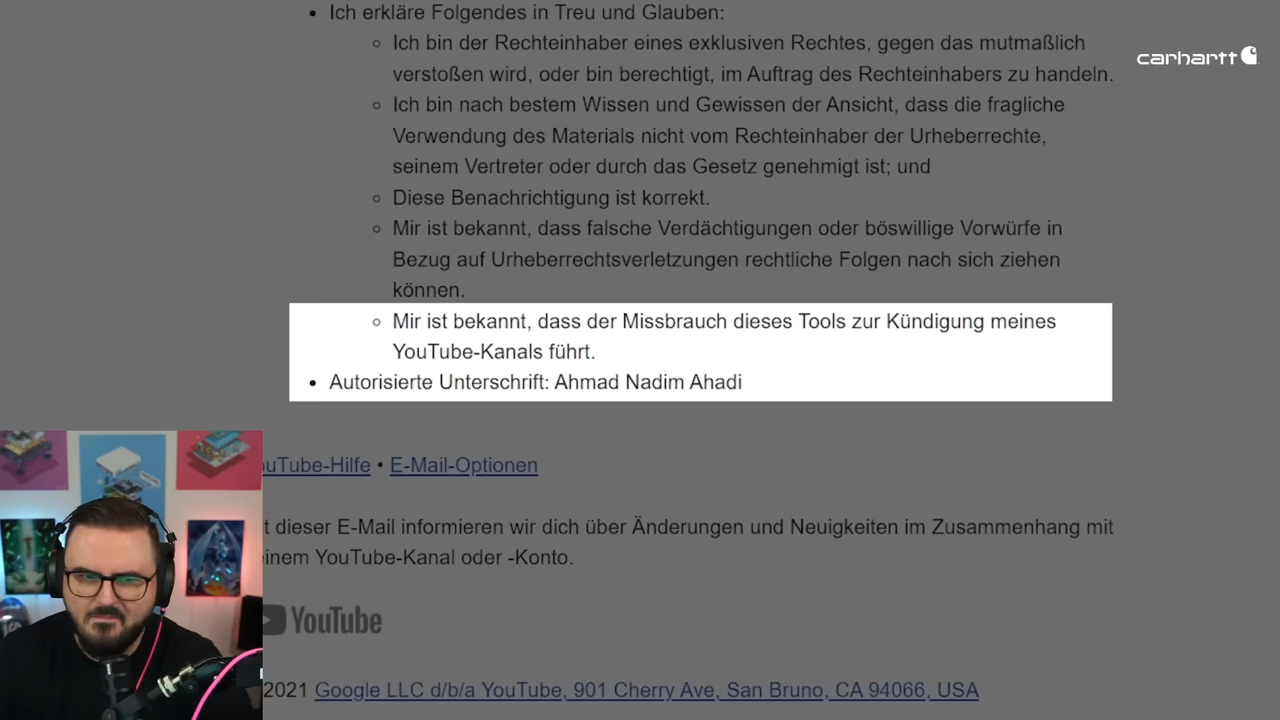 • Ich erkläre Folgendes in Treu und Glauben:
◦ Ich bin der Rechteinhaber eines exklusiven Rechtes, gegen das mutmaßlich
verstoßen wird, oder bin berechtigt, im Auftrag des Rechteinhabers zu handeln.
◦ Ich bin nach bestem Wissen und Gewissen der Ansicht, dass die fragliche
Verwendung des Materials nicht vom Rechteinhaber der Urheberrechte,
seinem Vertreter oder durch das Gesetz genehmigt ist; und
◦ Diese Benachrichtigung ist korrekt.
◦ Mir ist bekannt, dass falsche Verdächtigungen oder böswillige Vorwürfe in
Bezug auf Urheberrechtsverletzungen rechtliche Folgen nach sich ziehen
können.
◦ Mir ist bekannt, dass der Missbrauch dieses Tools zur Kündigung meines
YouTube-Kanals führt.
• Autorisierte Unterschrift: Ahmad Nadim Ahadi
carhartt
ouTube-Hilfe • E-Mail-Optionen
t dieser E-Mail informieren wir dich über Änderungen und Neuigkeiten im Zusammenhang mit
einem YouTube-Kanal oder -Konto.
YouTube
2021 Google LLC d/b/a YouTube, 901 Cherry Ave, San Bruno, CA 94066, USA